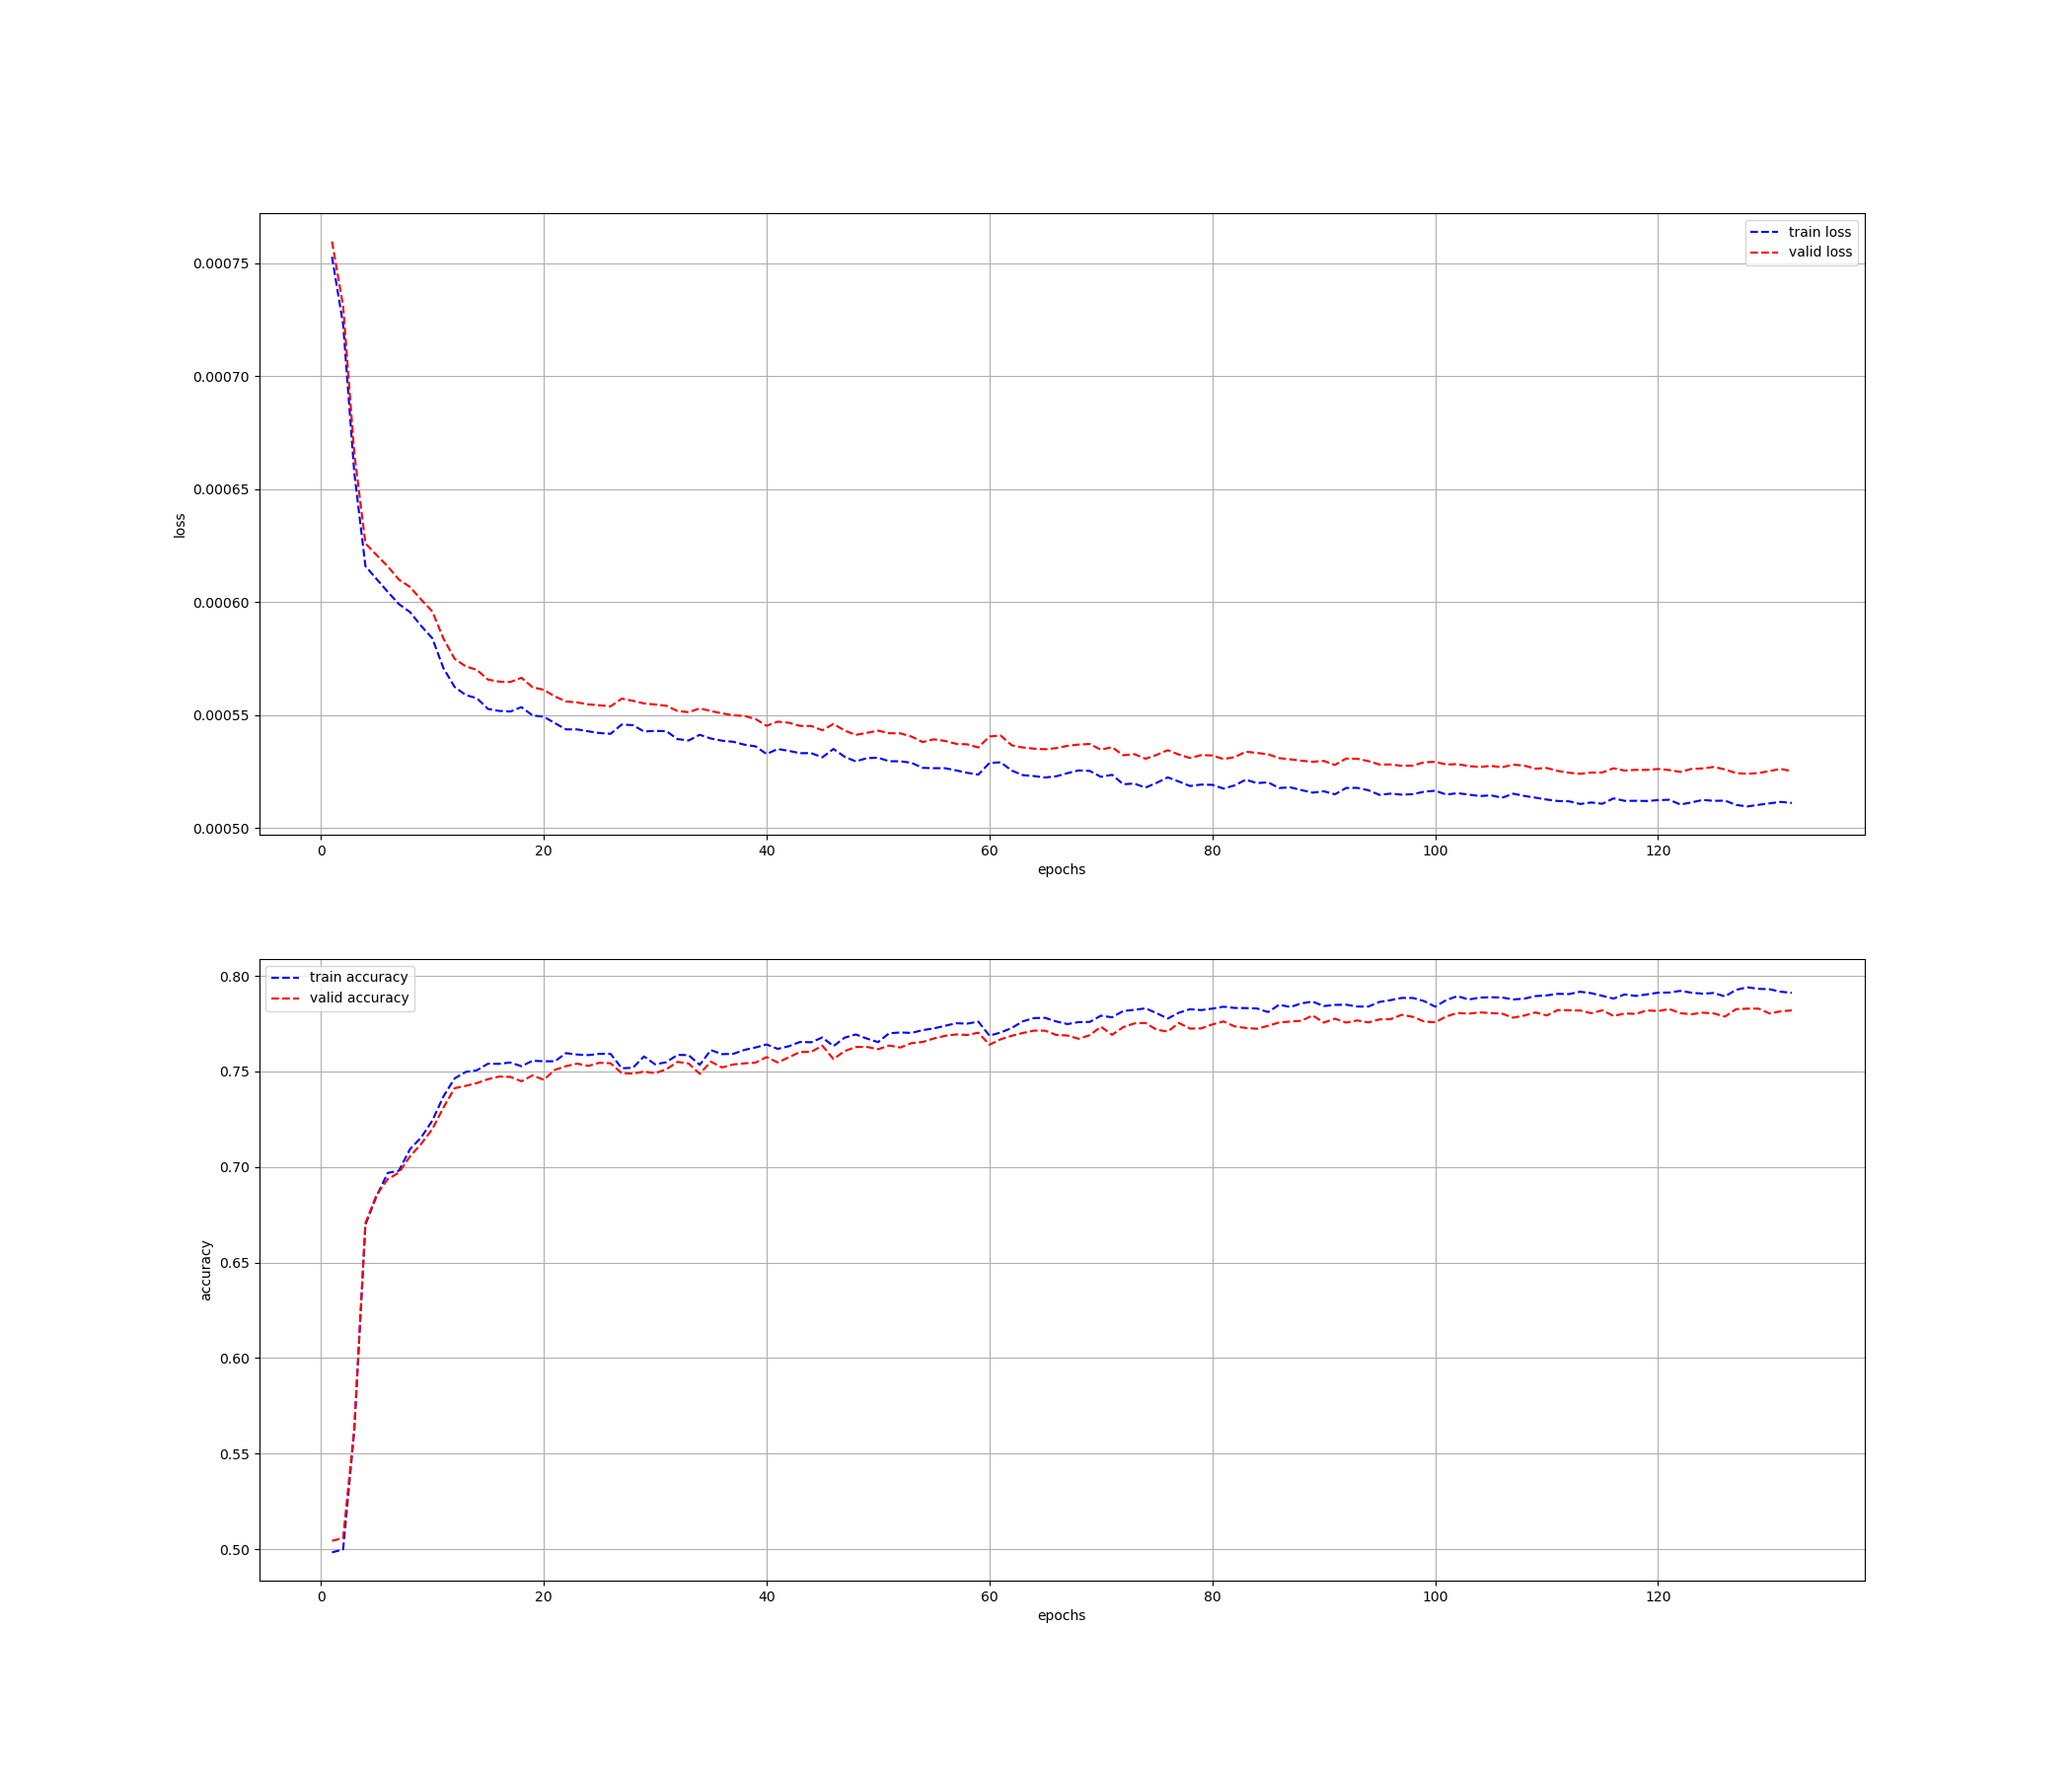 train loss
valid loss
0.00075
0.00070
0.00065
0.00060
0.00055
0.00050
loss
0 20 40 60 80 100 120
epochs
train accuracy
valid accuracy
0.80
0.75
0.70
0.65
0.60
0.55
0.50
accuracy
0 20 40 60 80 100 120
epochs